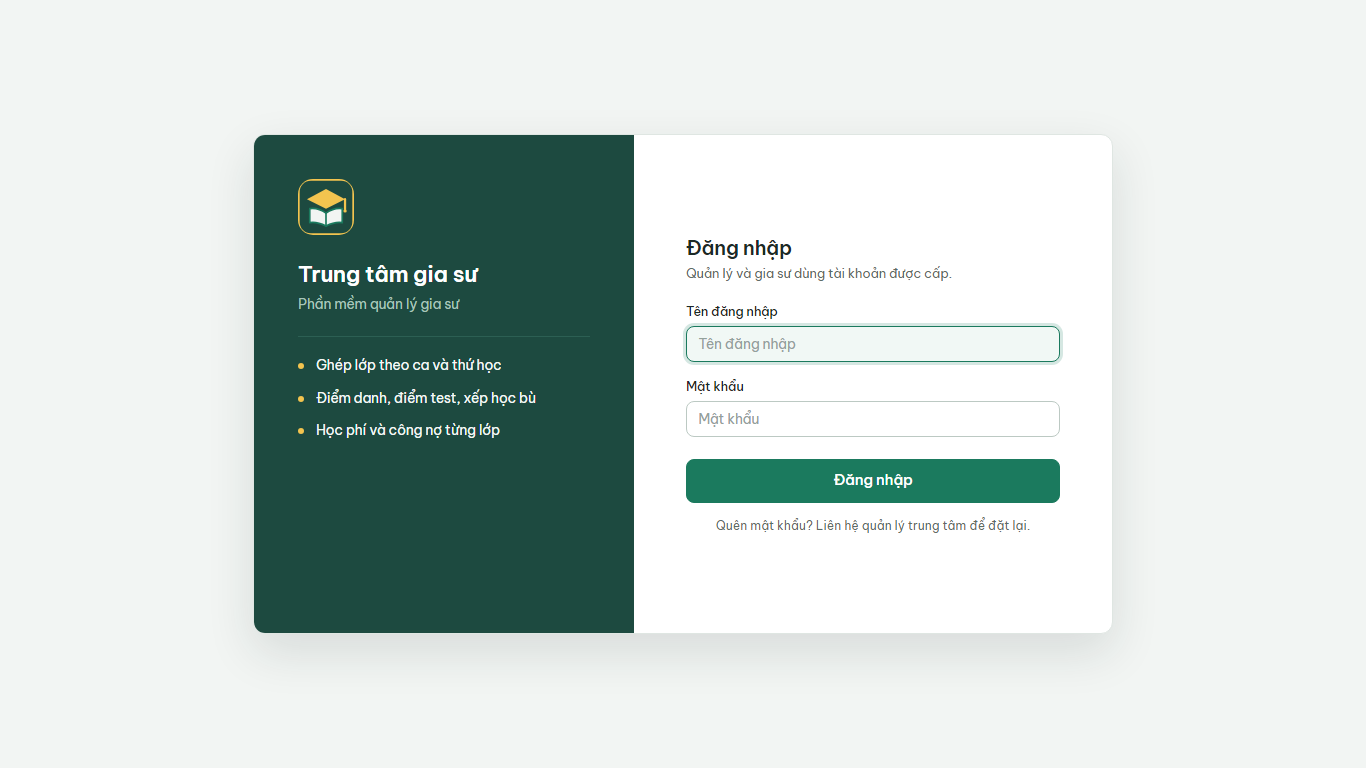 Trung tâm gia sư
Phần mềm quản lý gia sư
Ghép lớp theo ca và thứ học
Điểm danh, điểm test, xếp học bù
Học phí và công nợ từng lớp
Đăng nhập
Quản lý và gia sư dùng tài khoản được cấp.
Tên đăng nhập
Tên đăng nhập
Mật khẩu
Mật khẩu
Đăng nhập
Quên mật khẩu? Liên hệ quản lý trung tâm để đặt lại.